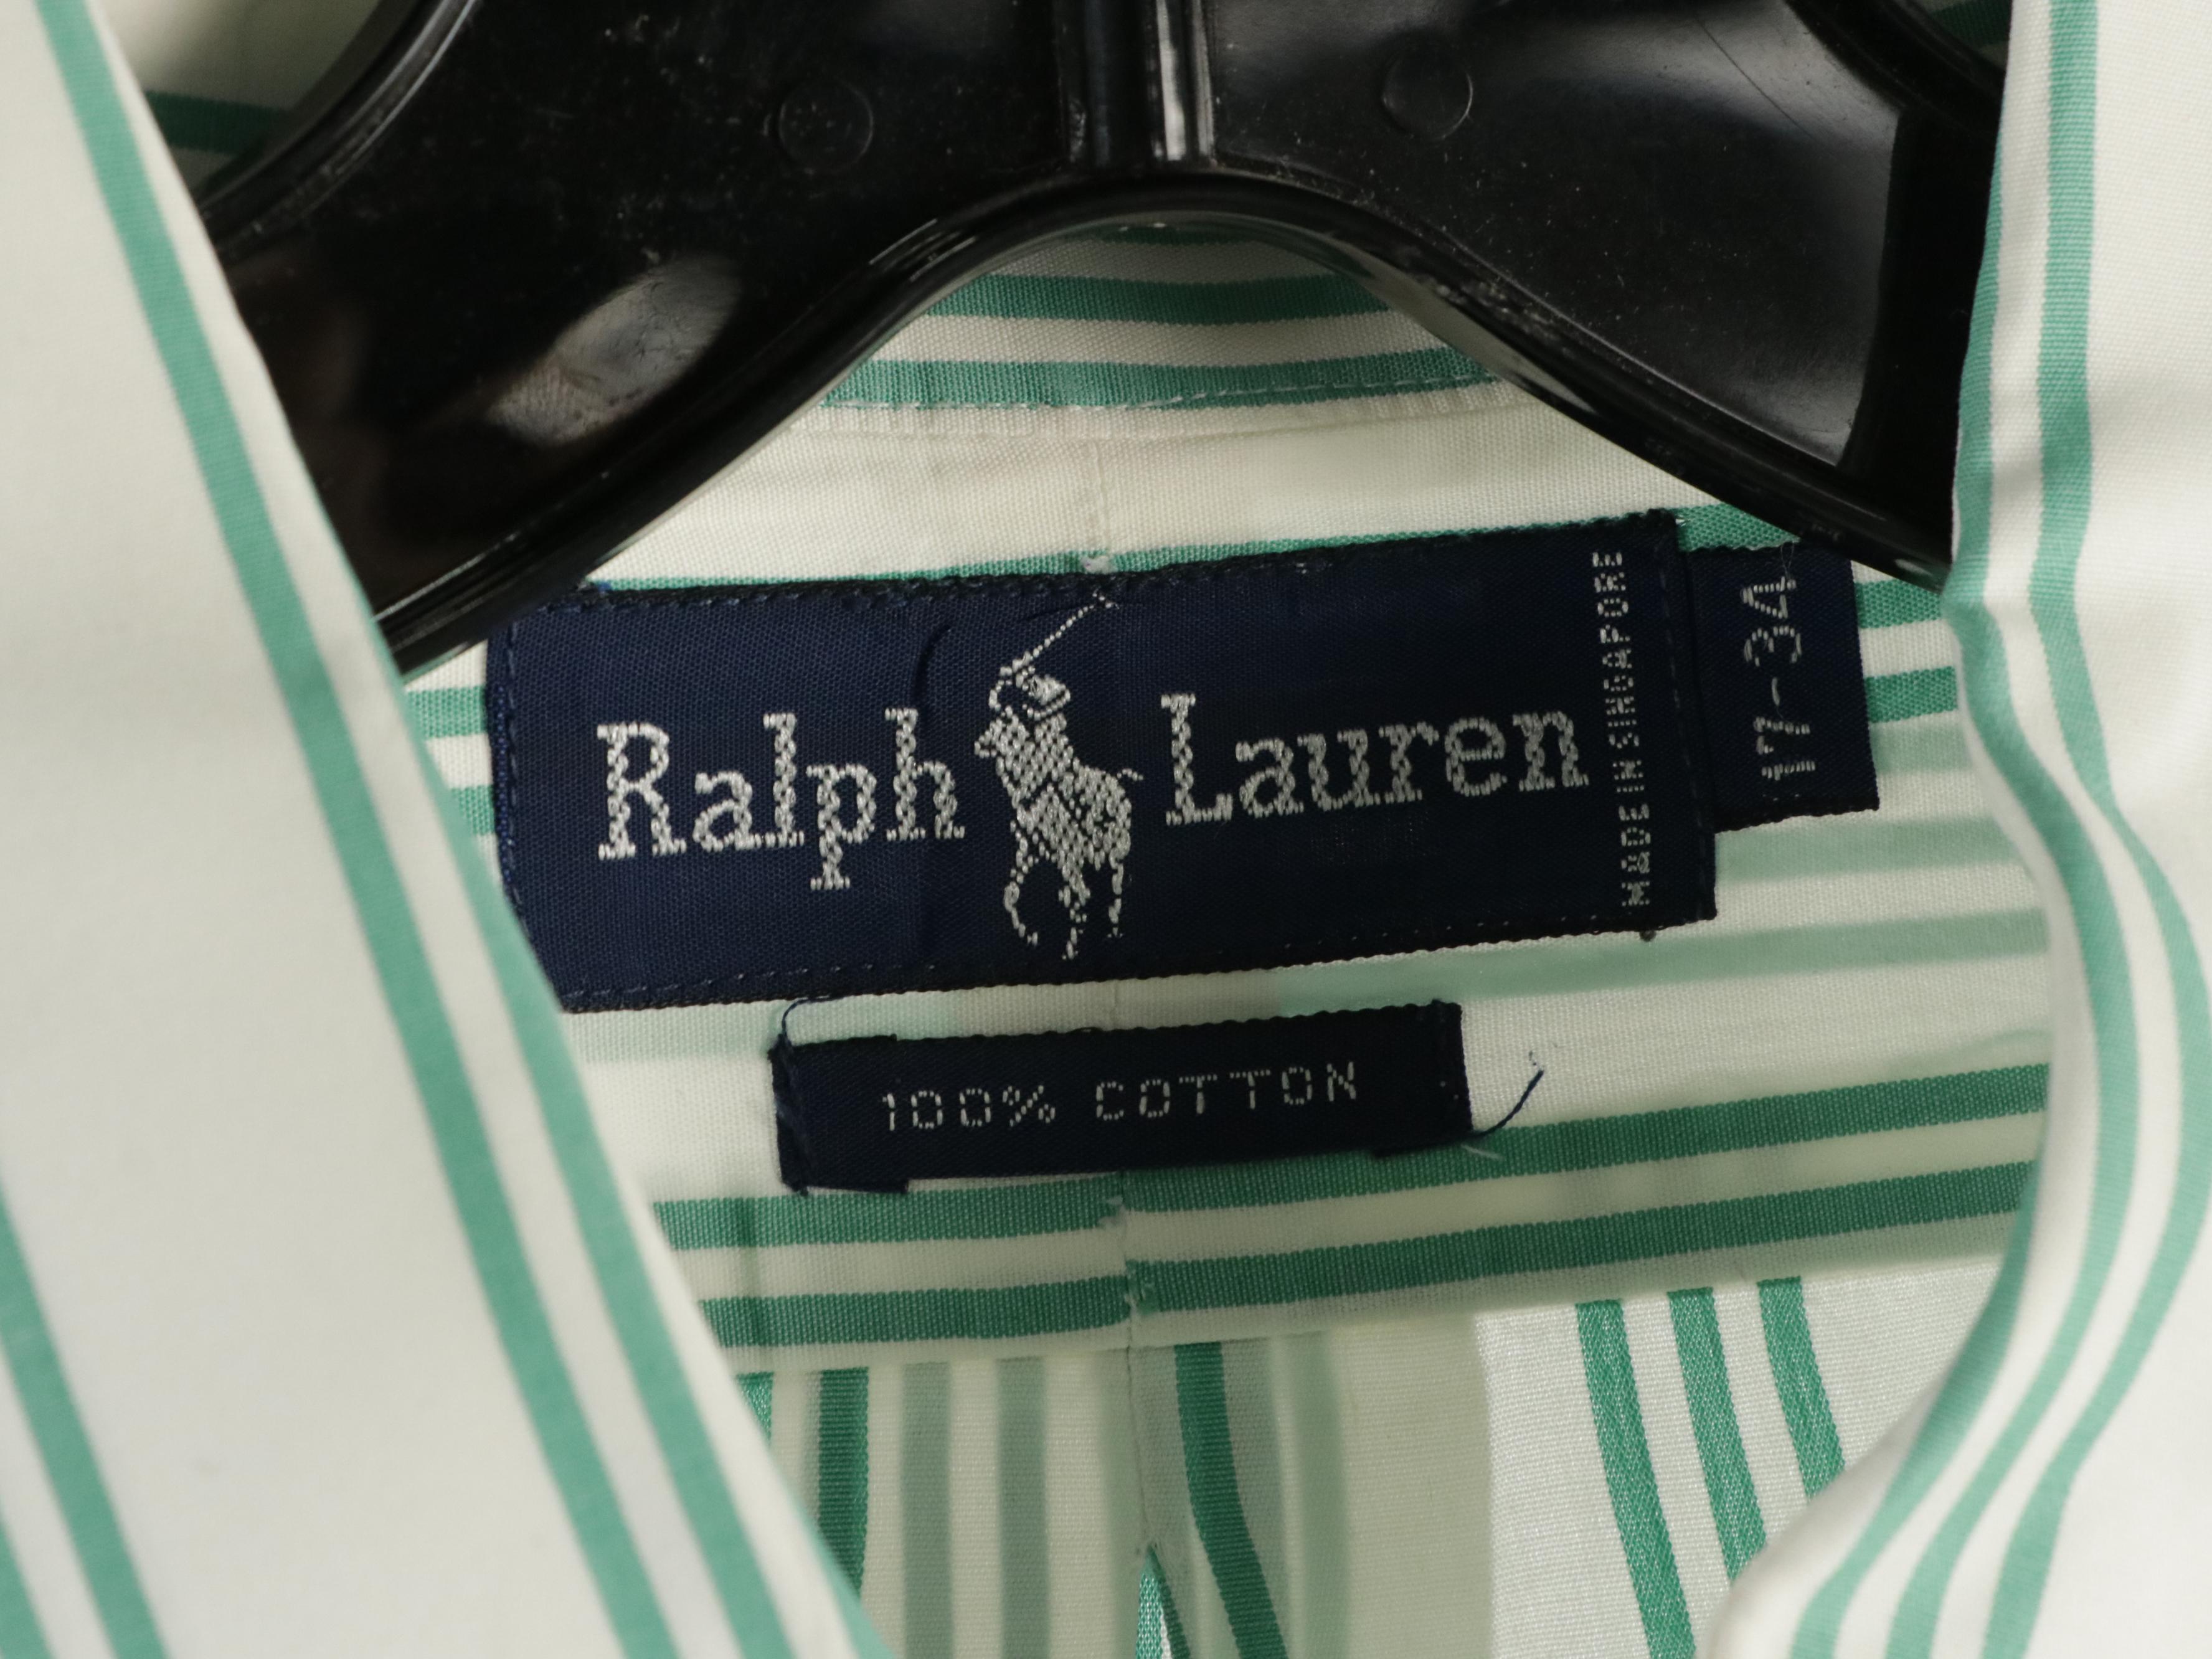 Ralph Lauren
MADE IN SINGAPORE
17-34
100% COTTON